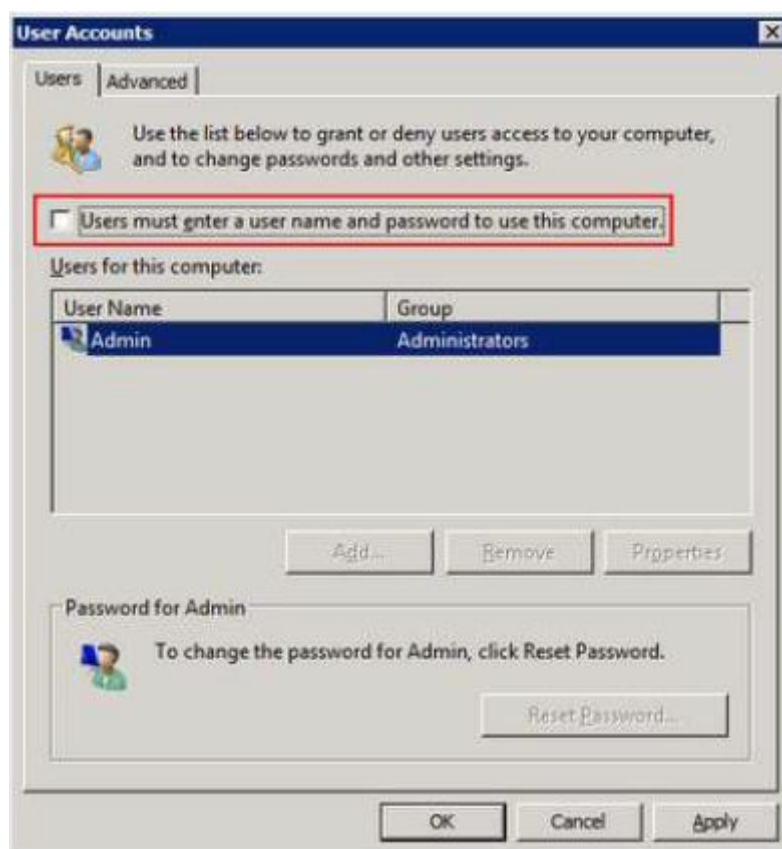 User Accounts
Users Advanced
Use the list below to grant or deny users access to your computer,
and to change passwords and other settings.
Users must enter a user name and password to use this computer.
Users for this computer:
User Name Group
Admin Administrators
Add... Remove Properties
Password for Admin
To change the password for Admin, click Reset Password.
Reset Password...
OK Cancel Apply